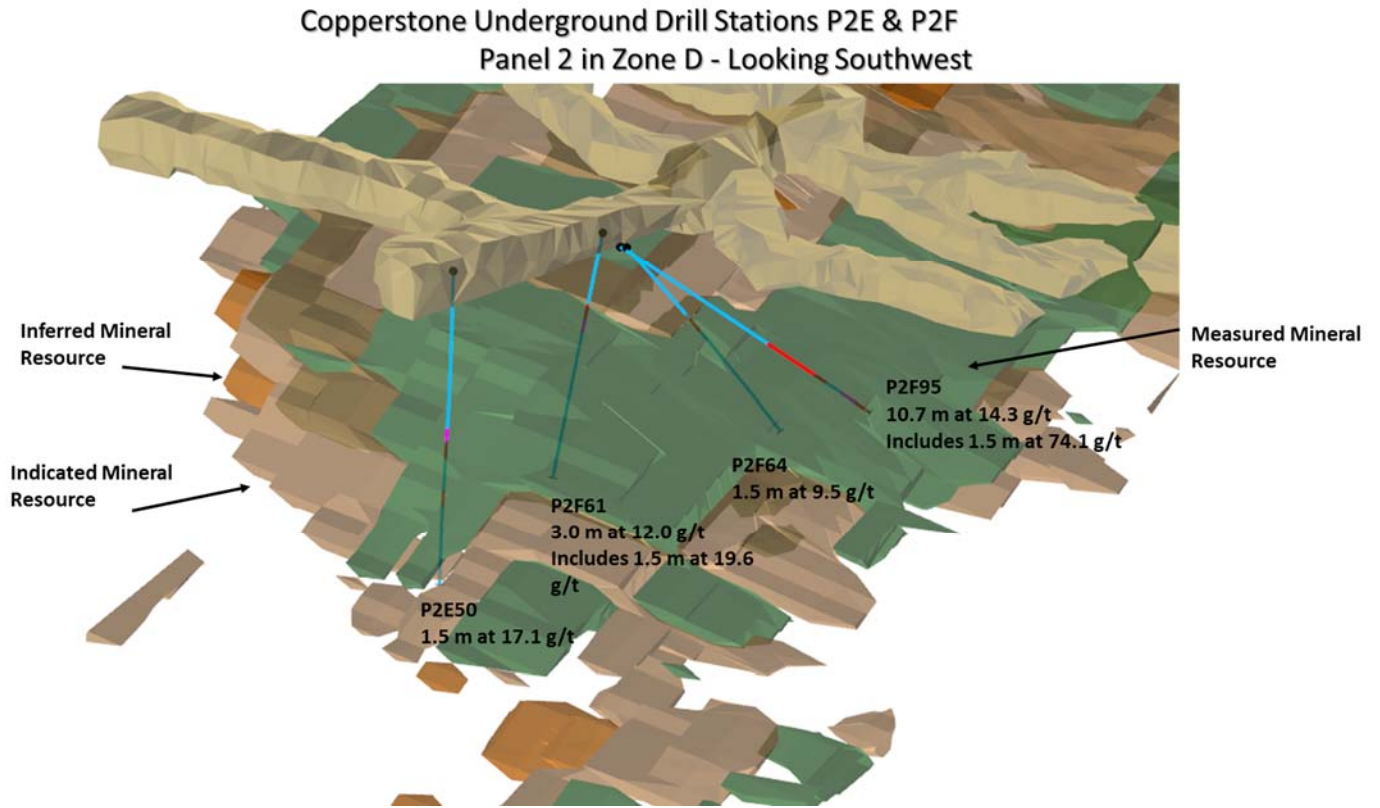 Copperstone Underground Drill Stations P2E & P2F
Panel 2 in Zone D - Looking Southwest
Inferred Mineral
Resource
Measured Mineral
Resource
P2F95
10.7 m at 14.3 g/t
Includes 1.5 m at 74.1 g/t
Indicated Mineral
Resource
P2F64
1.5 m at 9.5 g/t
P2F61
3.0 m at 12.0 g/t
Includes 1.5 m at 19.6
g/t
P2E50
1.5 m at 17.1 g/t